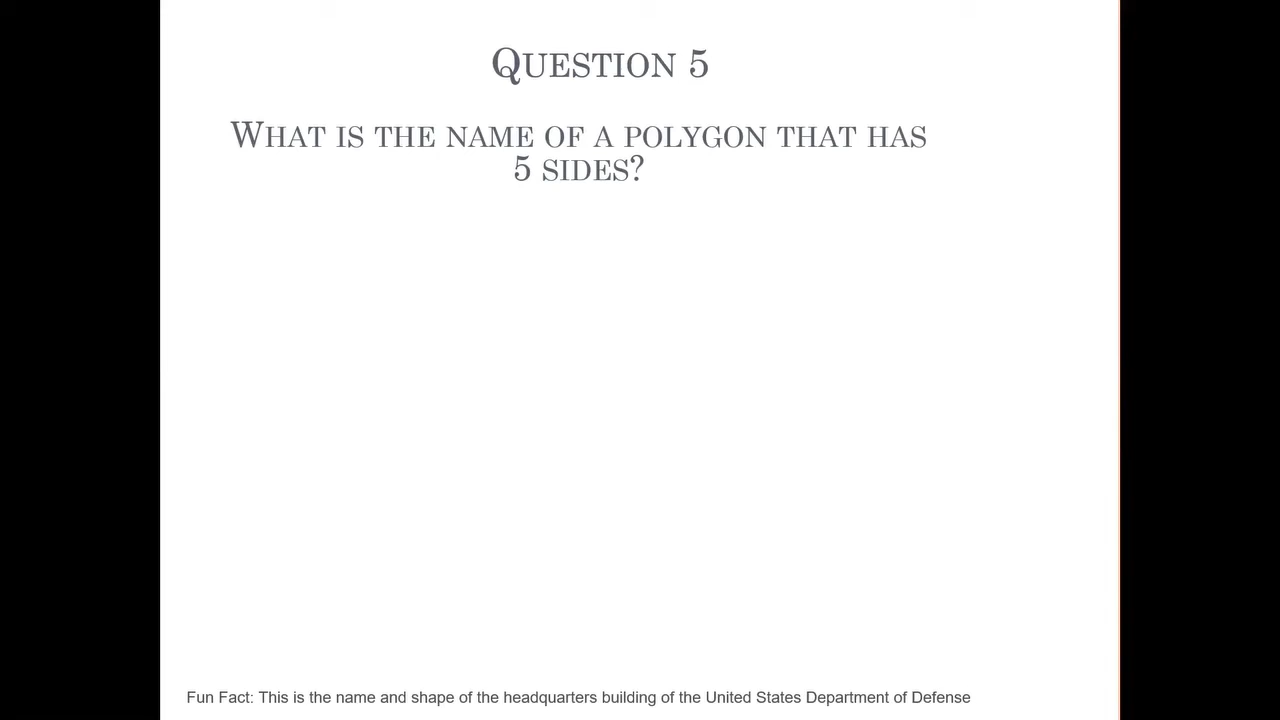 Question 5
What is the name of a polygon that has
5 sides?
Fun Fact: This is the name and shape of the headquarters building of the United States Department of Defense